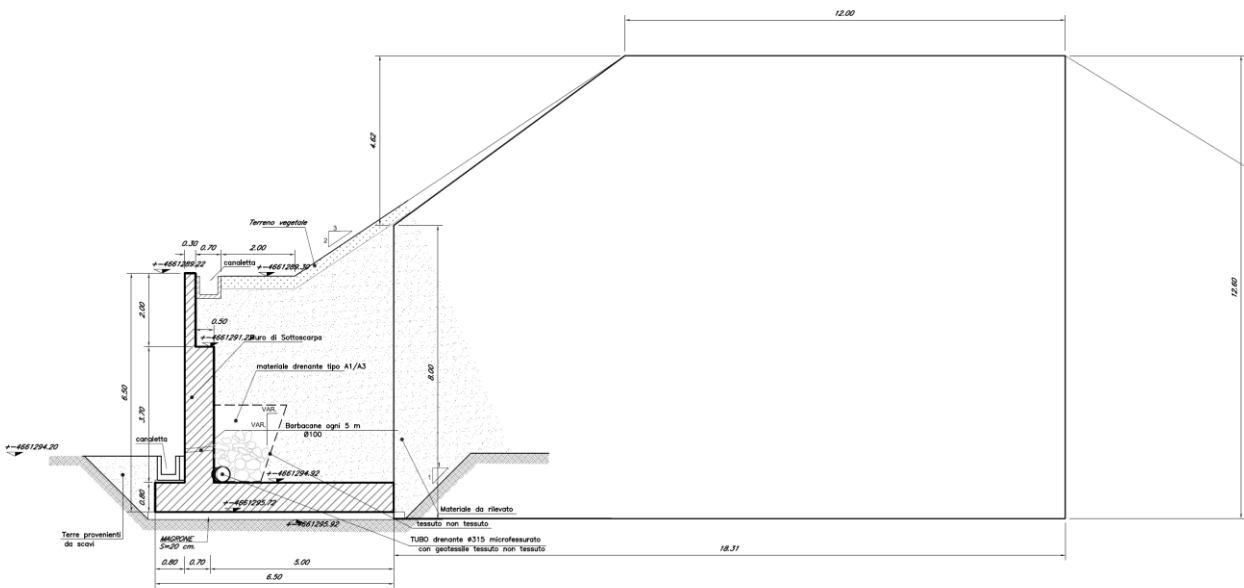 12.00
4.62
Terreno vegetale
3
2
0.30
0.70
2.00
canaletta
+-4661289.22
+-4661289.30
12.60
2.00
0.50
Muro di Sottoscarpa
6.50
materiale drenante tipo A1/A3
8.00
3.70
VAR.
VAR.
Barbacane ogni 5 m
Ø100
+-4661294.20
canaletta
+-4661294.92
1
0.80
+-4661295.72
Materiale da rilevato
+-4661295.92
tessuto non tessuto
Terre provenienti
da scavi
MAGRONE
S=20 cm.
TUBO drenante ø315 microfessurato
con geotessile tessuto non tessuto
18.31
0.80
0.70
5.00
6.50